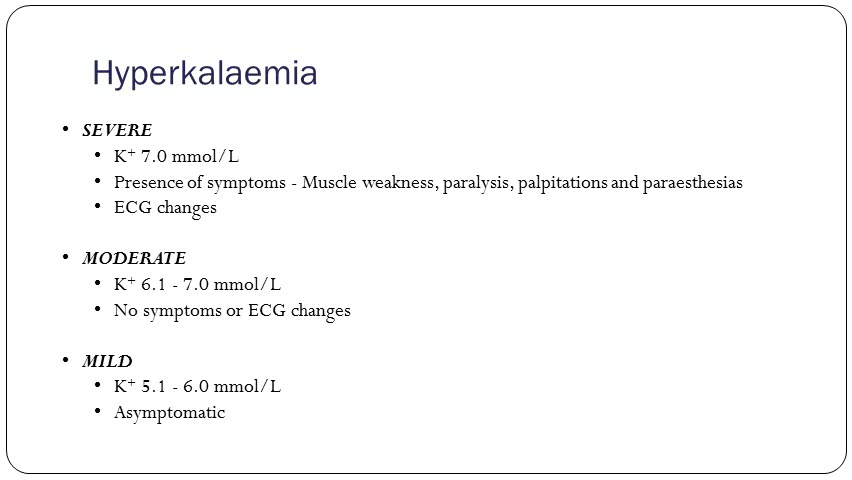 Hyperkalaemia
• SEVERE
• K⁺ 7.0 mmol/L
• Presence of symptoms - Muscle weakness, paralysis, palpitations and paraesthesias
• ECG changes
• MODERATE
• K⁺ 6.1 - 7.0 mmol/L
• No symptoms or ECG changes
• MILD
• K⁺ 5.1 - 6.0 mmol/L
• Asymptomatic